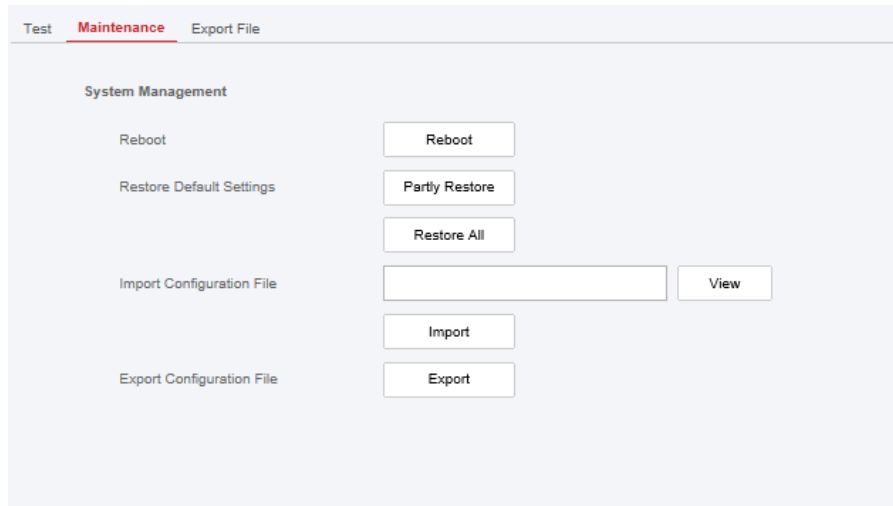 Test Maintenance Export File
System Management
Reboot Reboot
Restore Default Settings Partly Restore
Restore All
Import Configuration File View
Import
Export Configuration File Export